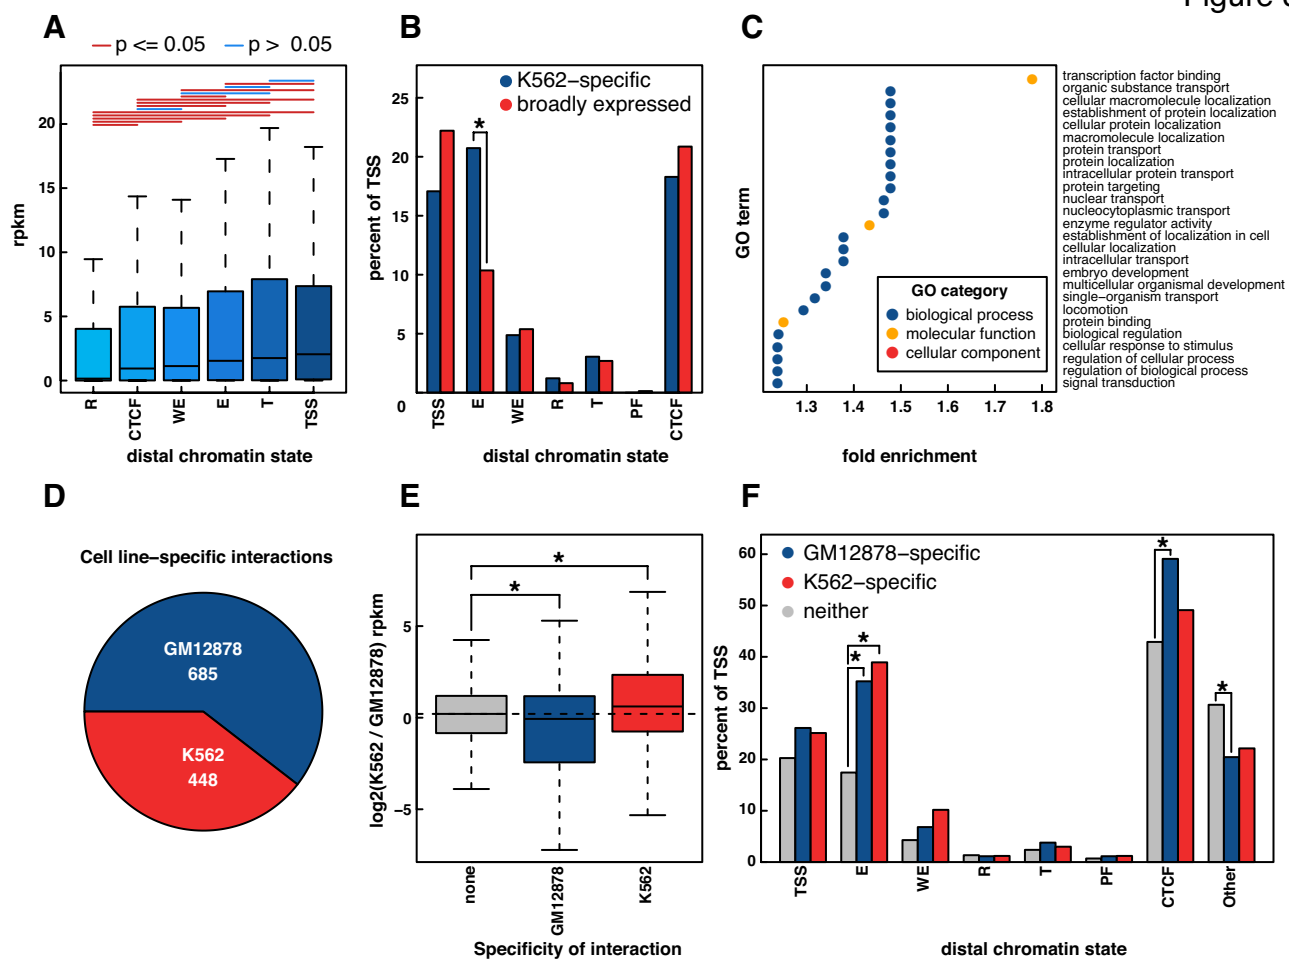 Figure 6
A
p <= 0.05
p > 0.05
rpkm
20
15
10
5
0
R
CTCF
WE
E
T
TSS
distal chromatin state
B
K562−specific
broadly expressed
*
percent of TSS
25
20
15
10
5
0
TSS
E
WE
R
T
PF
CTCF
distal chromatin state
C
GO term
transcription factor binding
organic substance transport
cellular macromolecule localization
establishment of protein localization
cellular protein localization
macromolecule localization
protein transport
protein localization
intracellular protein transport
protein targeting
nuclear transport
nucleocytoplasmic transport
enzyme regulator activity
establishment of localization in cell
cellular localization
intracellular transport
embryo development
multicellular organismal development
single−organism transport
locomotion
protein binding
biological regulation
cellular response to stimulus
regulation of cellular process
regulation of biological process
signal transduction
GO category
biological process
molecular function
cellular component
1.3
1.4
1.5
1.6
1.7
1.8
fold enrichment
D
Cell line−specific interactions
GM12878
685
K562
448
E
log2(K562 / GM12878) rpkm
5
0
−5
*
*
none
GM12878
K562
Specificity of interaction
F
GM12878−specific
K562−specific
neither
percent of TSS
60
50
40
30
20
10
0
*
*
*
*
TSS
E
WE
R
T
PF
CTCF
Other
distal chromatin state